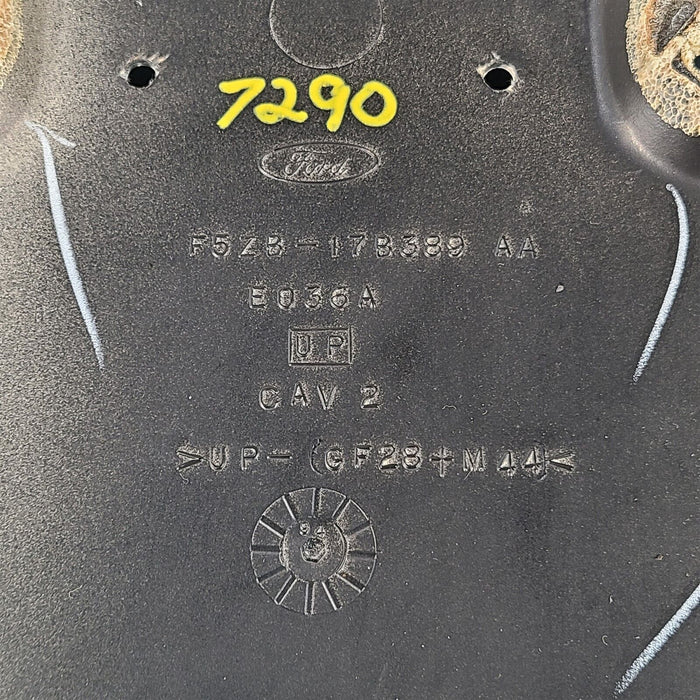 7290
Ford
F5ZB-17B389 AA
E036A
UP
CAV 2
>UP-(GF28+M44)<